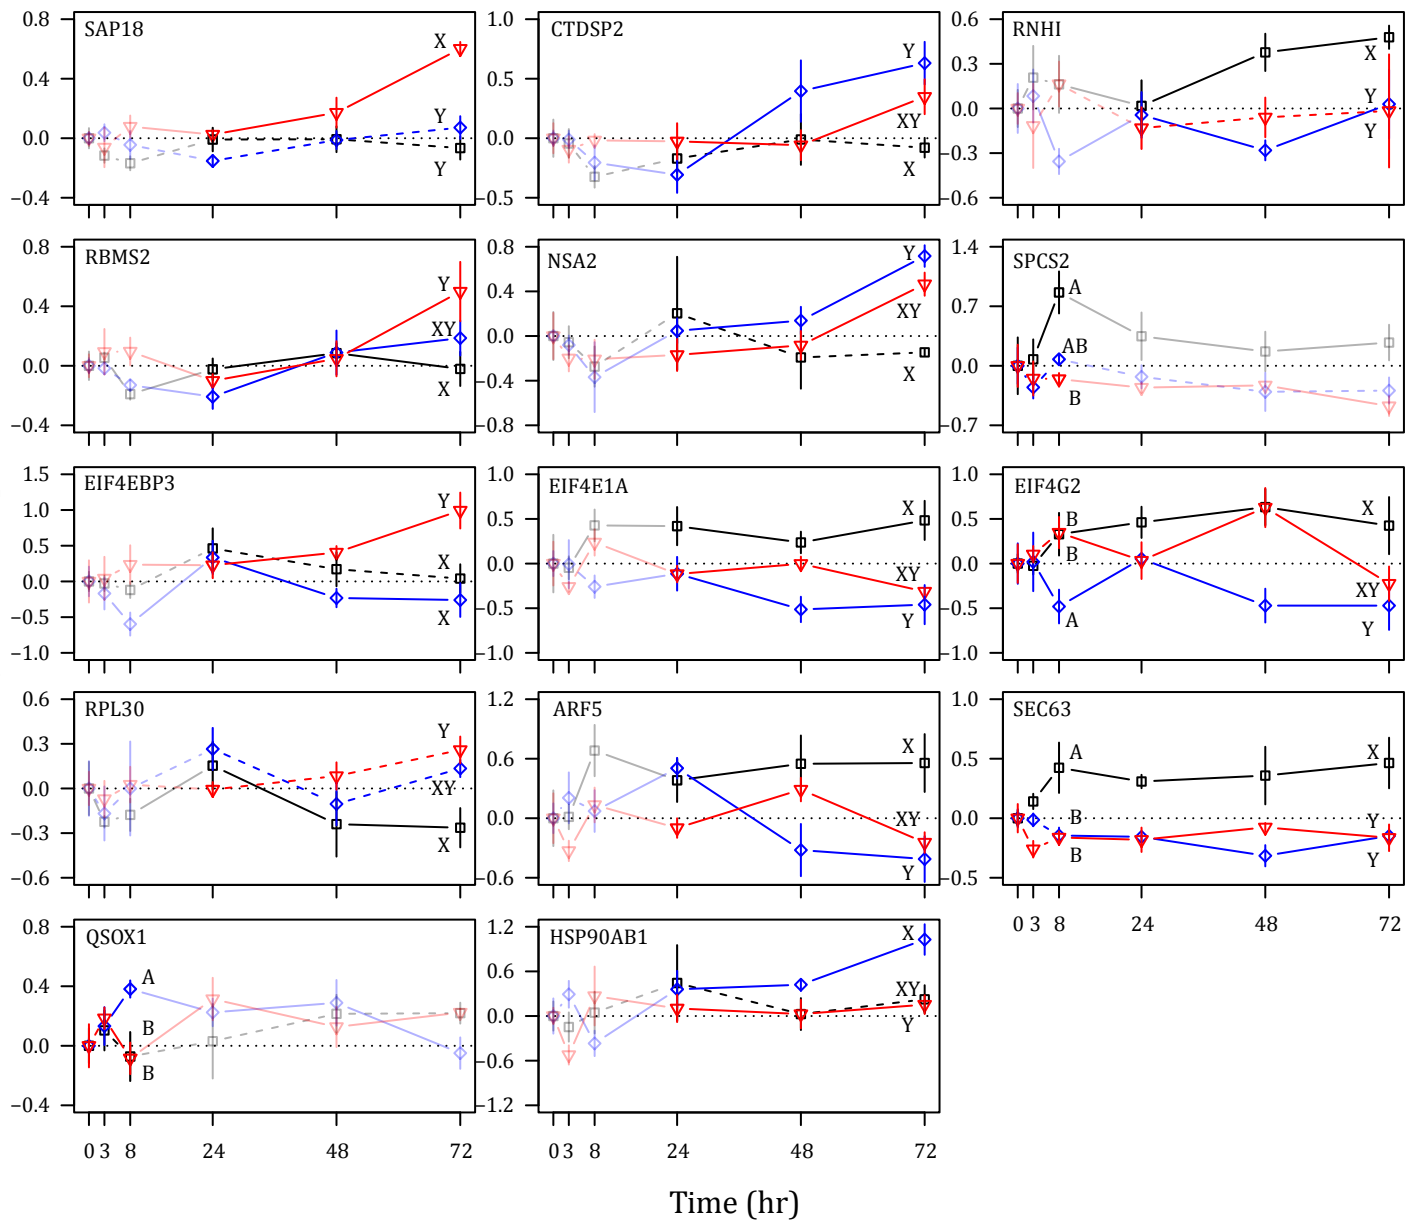 SAP18
0.8
0.4
0.0
−0.4
X
Y
Y
CTDSP2
1.0
0.5
0.0
−0.5
Y
XY
X
RNHI
0.6
0.3
0.0
−0.3
−0.6
X
Y
Y
RBMS2
0.8
0.4
0.0
−0.4
Y
XY
X
NSA2
0.8
0.4
0.0
−0.4
−0.8
Y
XY
X
SPCS2
1.4
0.7
0.0
−0.7
A
AB
B
EIF4EBP3
1.5
1.0
0.5
0.0
−0.5
−1.0
Y
X
X
EIF4E1A
1.0
0.5
0.0
−0.5
−1.0
X
XY
Y
EIF4G2
1.0
0.5
0.0
−0.5
−1.0
B
B
A
X
XY
Y
RPL30
0.6
0.3
0.0
−0.3
−0.6
Y
XY
X
ARF5
1.2
0.6
0.0
−0.6
X
XY
Y
SEC63
1.0
0.5
0.0
−0.5
A
B
B
X
Y
Y
0 3 8 24 48 72
QSOX1
0.8
0.4
0.0
−0.4
A
B
B
0 3 8 24 48 72
HSP90AB1
1.2
0.6
0.0
−0.6
−1.2
X
XY
Y
0 3 8 24 48 72
Time (hr)